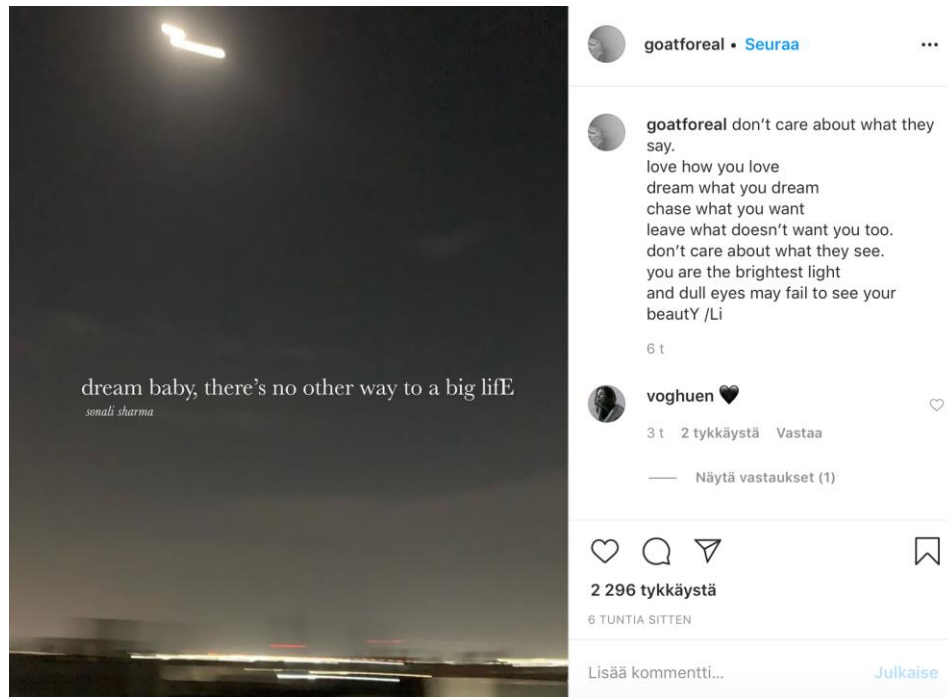 dream baby, there's no other way to a big lifE
sonali sharma
goatforeal • Seuraa
goatforeal don't care about what they
say.
love how you love
dream what you dream
chase what you want
leave what doesn't want you too.
don't care about what they see.
you are the brightest light
and dull eyes may fail to see your
beautY /Li
6 t
voghuen 🖤
3 t 2 tykkäystä Vastaa
Näytä vastaukset (1)
2 296 tykkäystä
6 TUNTIA SITTEN
Lisää kommentti... Julkaise